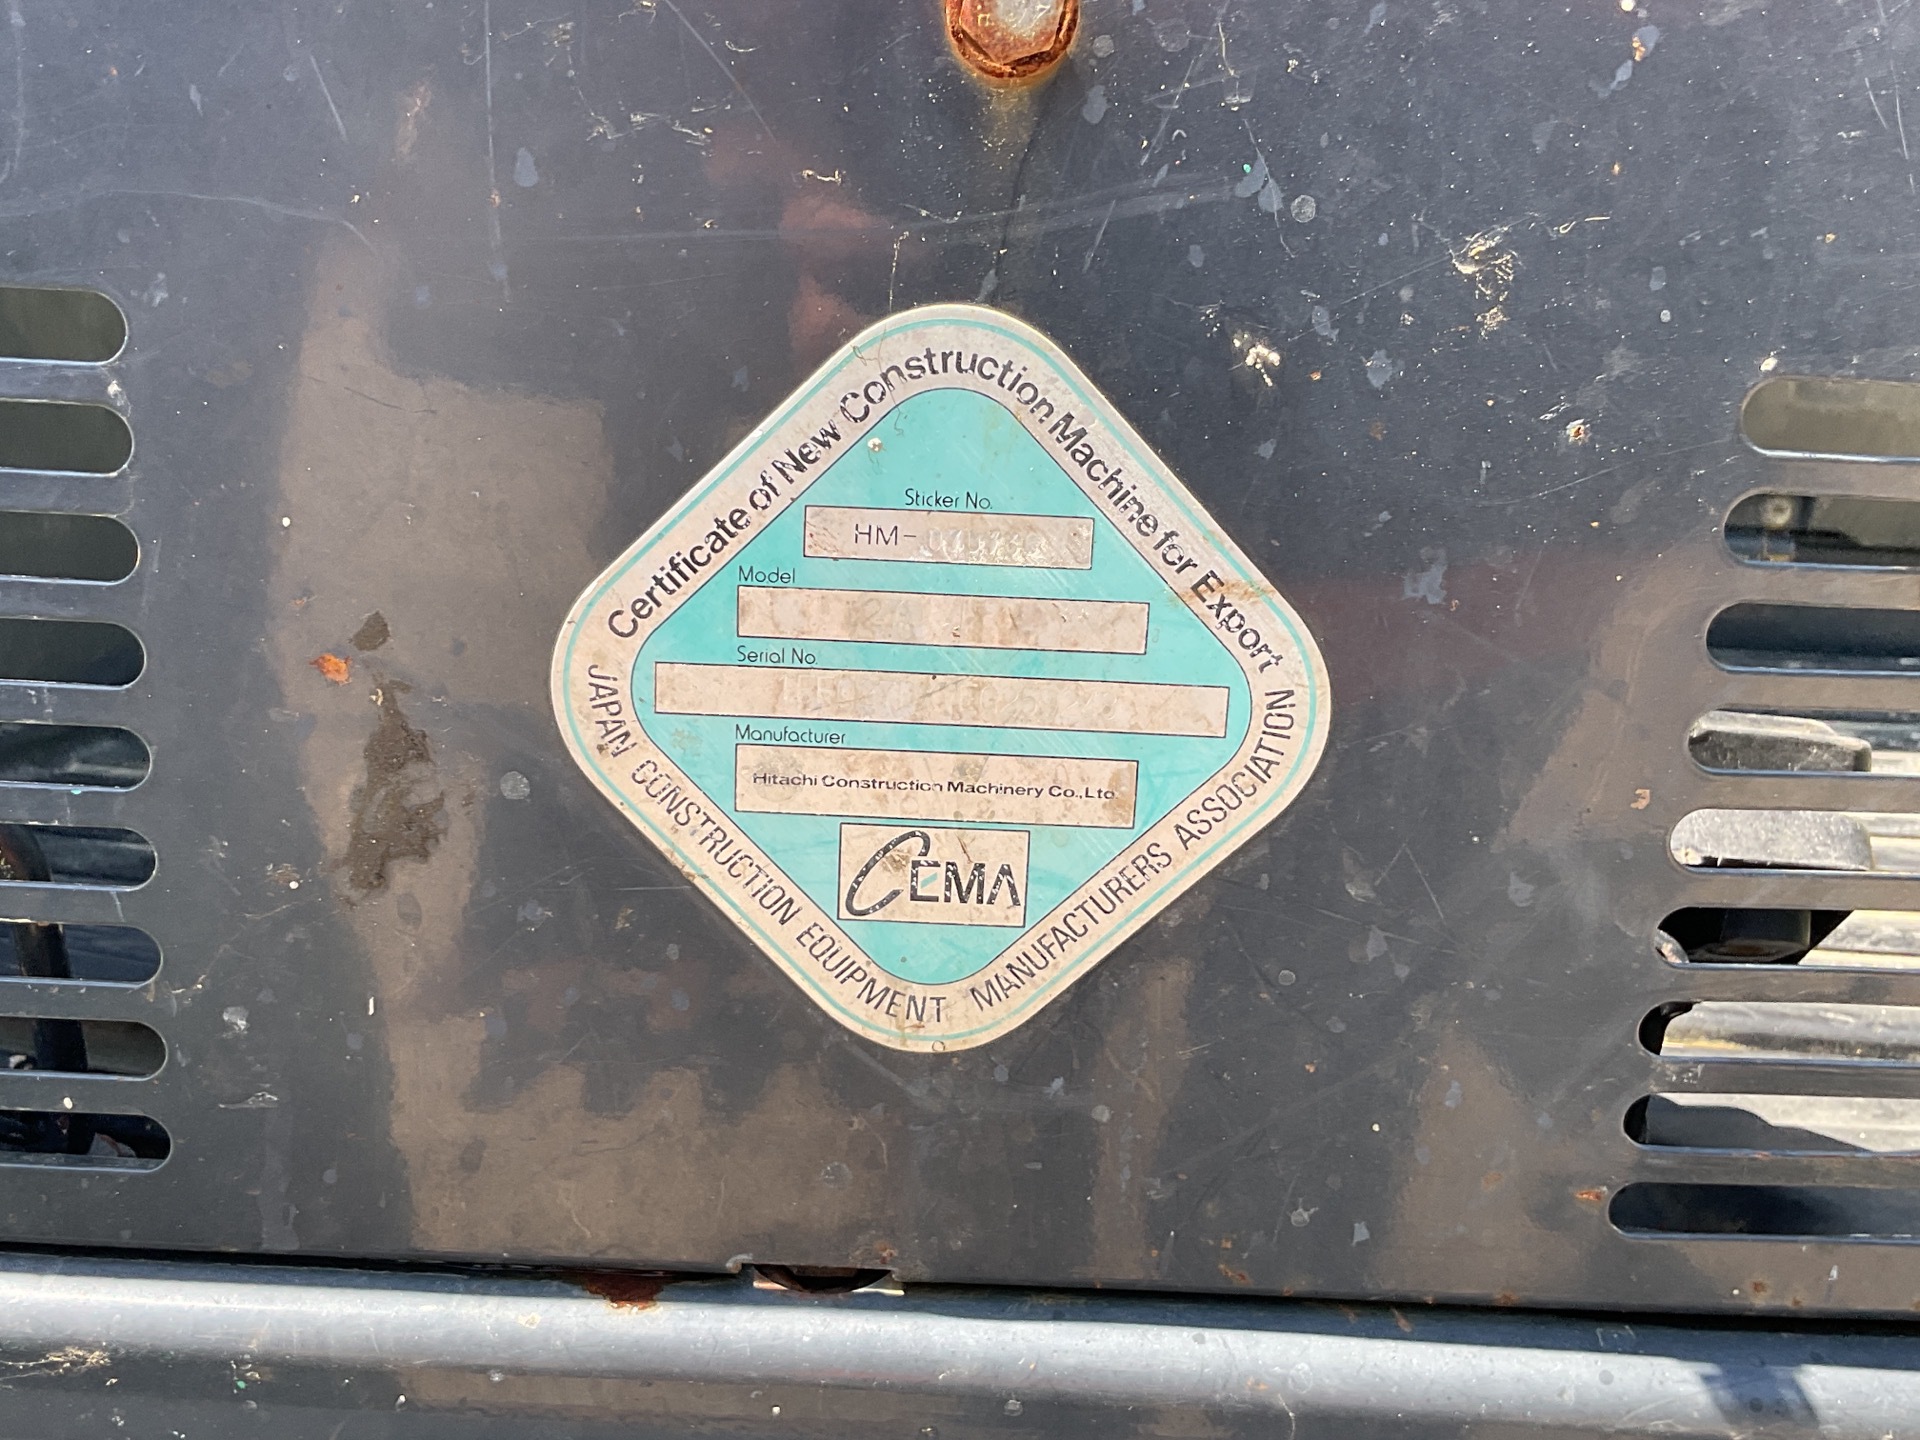 Certificate of New Construction Machine for Export
Sticker No.
HM-
Model
Serial No.
Manufacturer
Hitachi Construction Machinery Co.,Ltd.
CEMA
JAPAN CONSTRUCTION EQUIPMENT MANUFACTURERS ASSOCIATION